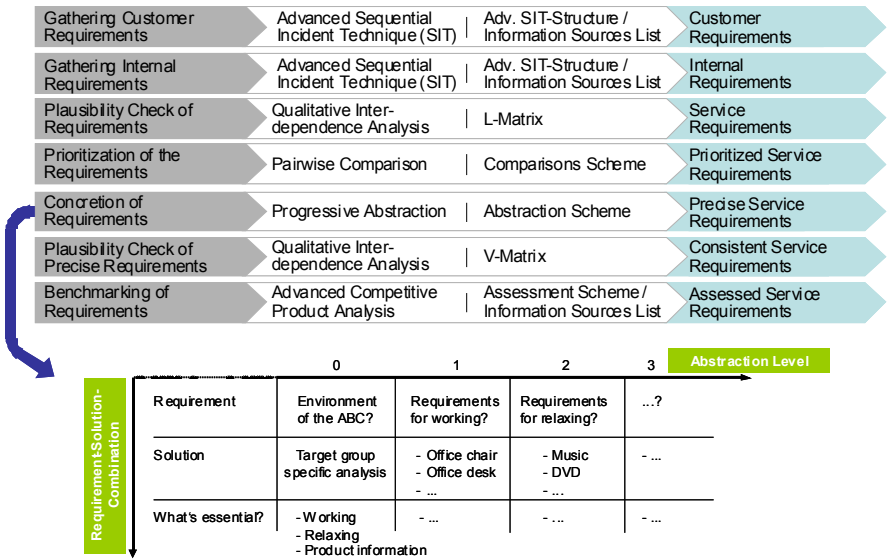 Gathering Customer Requirements
Advanced Sequential Incident Technique (SIT)
Adv. SIT-Structure / Information Sources List
Customer Requirements
Gathering Internal Requirements
Advanced Sequential Incident Technique (SIT)
Adv. SIT-Structure / Information Sources List
Internal Requirements
Plausibility Check of Requirements
Qualitative Inter-dependence Analysis
L-Matrix
Service Requirements
Prioritization of the Requirements
Pairwise Comparison
Comparisons Scheme
Prioritized Service Requirements
Concretion of Requirements
Progressive Abstraction
Abstraction Scheme
Precise Service Requirements
Plausibility Check of Precise Requirements
Qualitative Inter-dependence Analysis
V-Matrix
Consistent Service Requirements
Benchmarking of Requirements
Advanced Competitive Product Analysis
Assessment Scheme / Information Sources List
Assessed Service Requirements
0 1 2 3 Abstraction Level
Requirement-Solution-Combination
Requirement
Environment of the ABC?
Requirements for working?
Requirements for relaxing?
...?
Solution
Target group specific analysis
- Office chair
- Office desk
- ...
- Music
- DVD
- ...
- ...
What's essential?
- Working
- Relaxing
- Product information
- ...
- ...
- ...